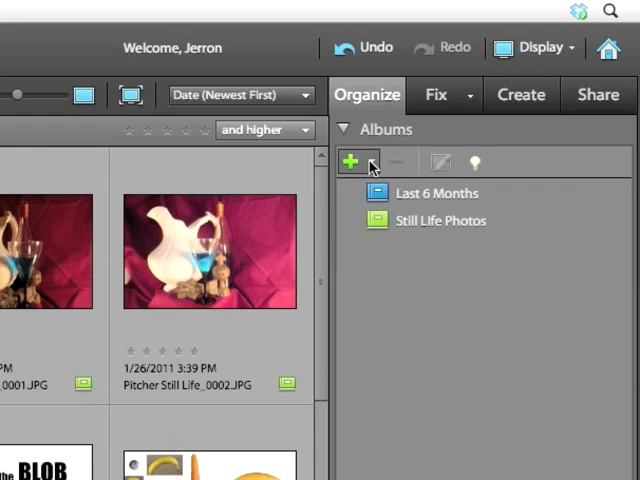 Welcome, Jerron
Undo
Redo
Display
Date (Newest First)
Organize
Fix
Create
Share
and higher
Albums
Last 6 Months
Still LIfe Photos
PM
1/26/2011 3:39 PM
_0001.JPG
Pitcher Still Life_0002.JPG
the BLOB